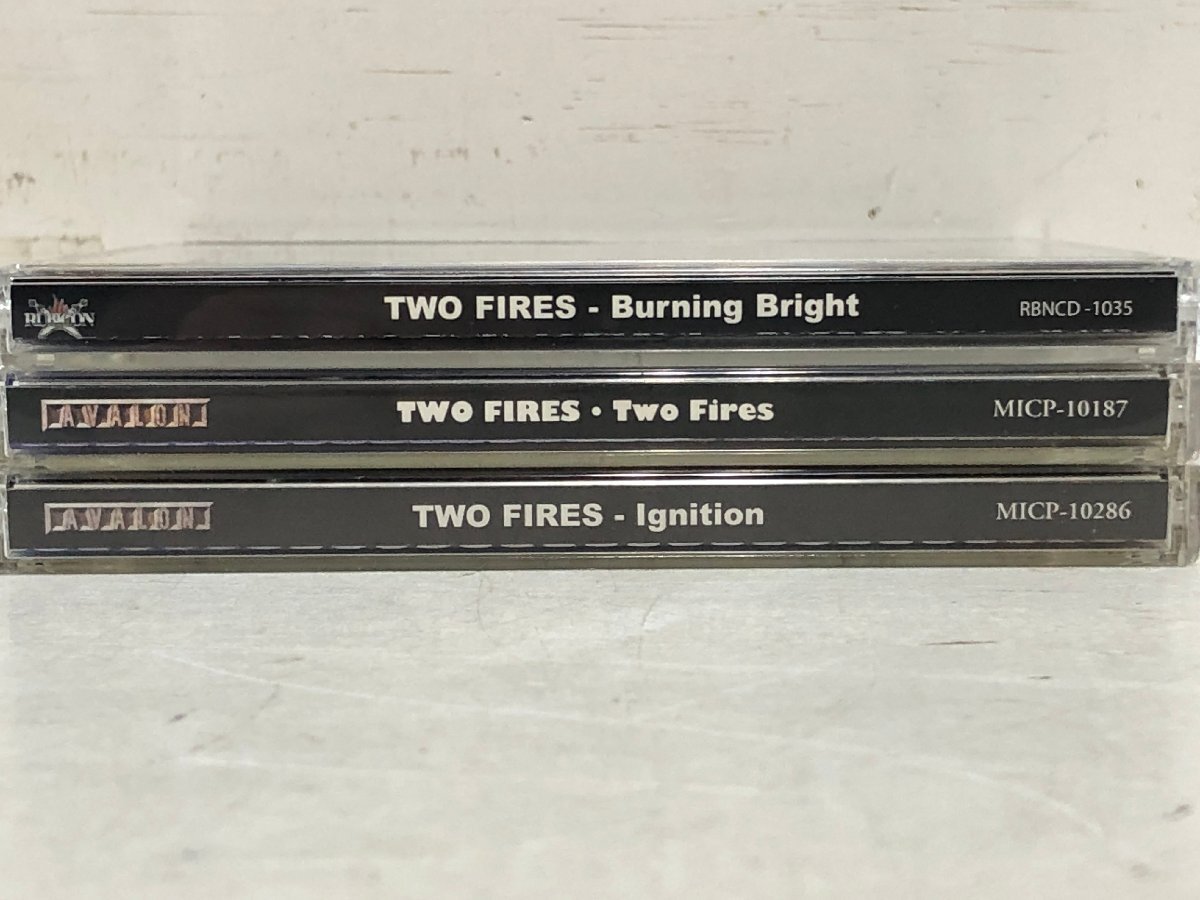 RUBICON TWO FIRES - Burning Bright RBNCD -1035
AVALON TWO FIRES • Two Fires MICP-10187
AVALON TWO FIRES - Ignition MICP-10286